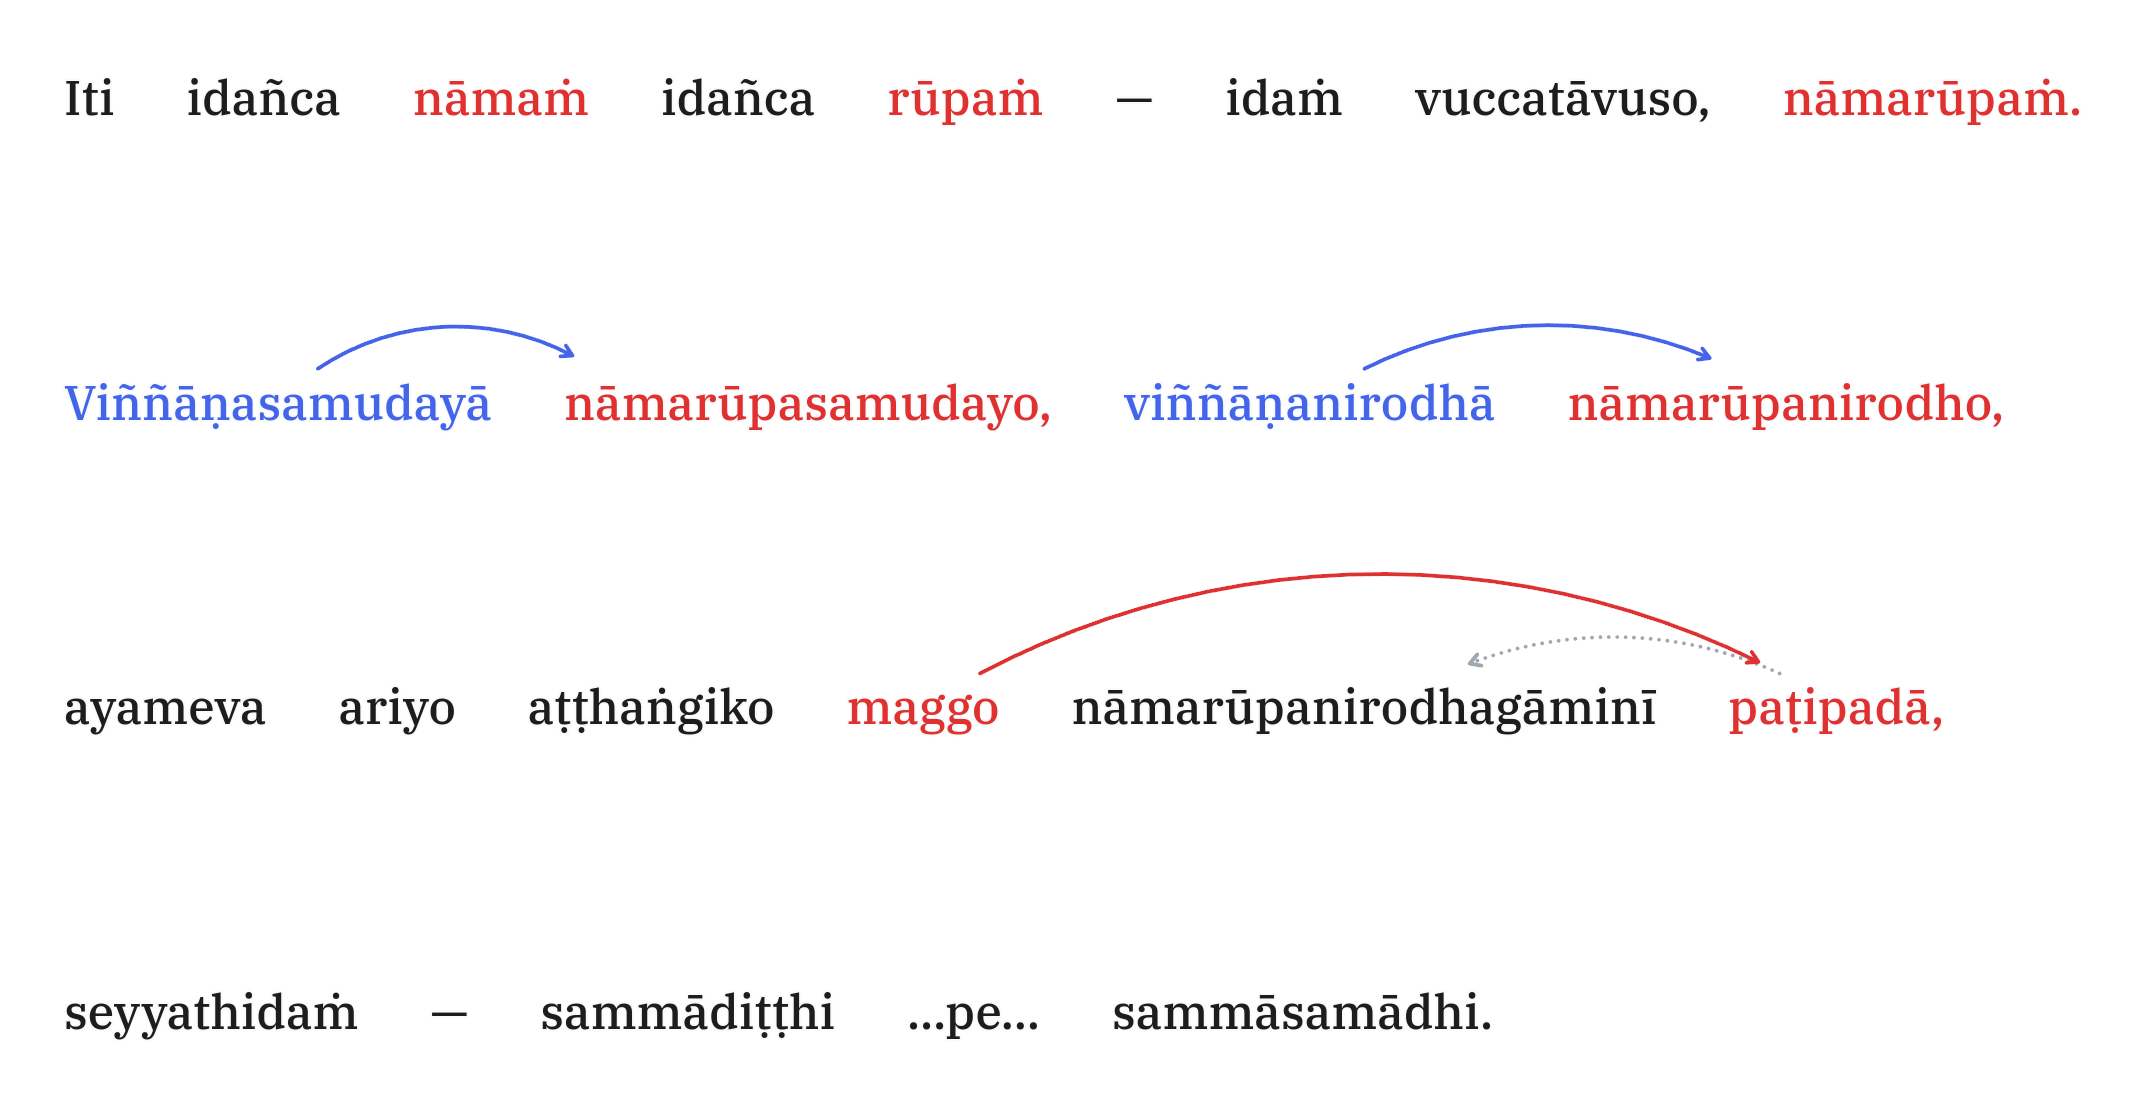 Iti idañca nāmaṁ idañca rūpaṁ — idaṁ vuccatāvuso, nāmarūpaṁ.
Viññāṇasamudayā nāmarūpasamudayo, viññāṇanirodhā nāmarūpanirodho,
ayameva ariyo aṭṭhaṅgiko maggo nāmarūpanirodhagāminī paṭipadā,
seyyathidaṁ — sammādiṭṭhi ...pe... sammāsamādhi.